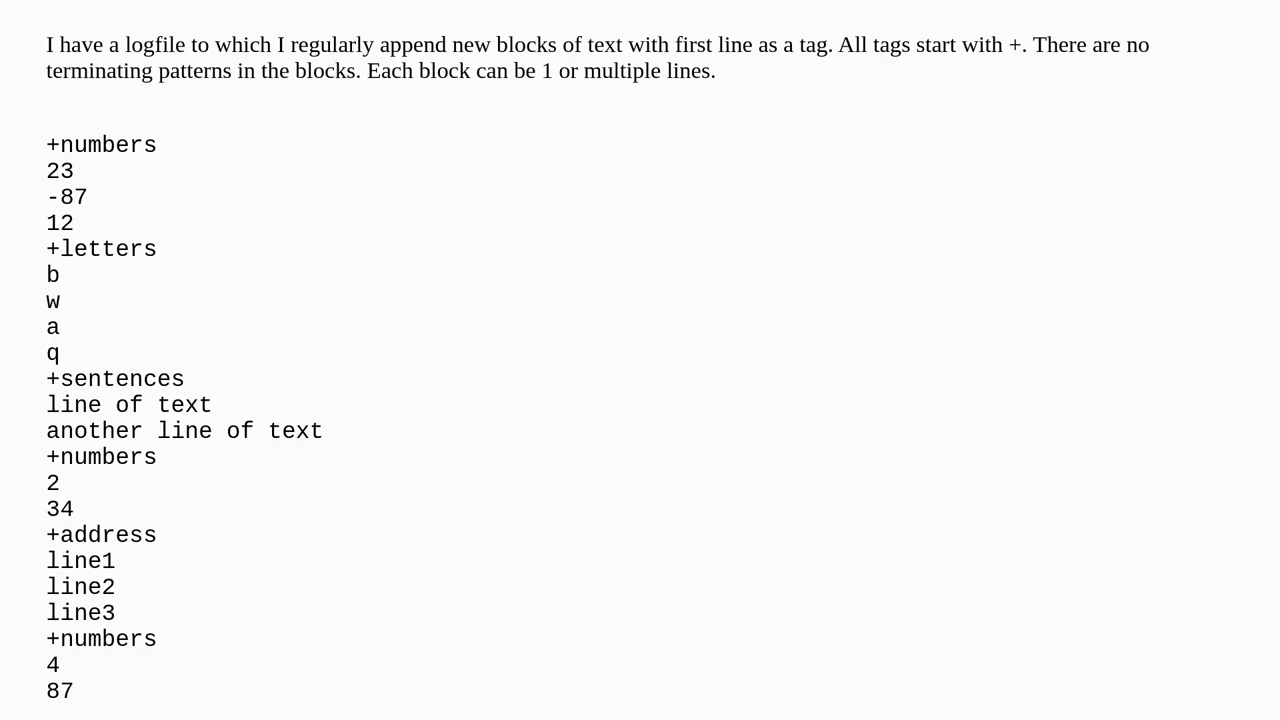 I have a logfile to which I regularly append new blocks of text with first line as a tag. All tags start with +. There are no
terminating patterns in the blocks. Each block can be 1 or multiple lines.
+numbers
23
-87
12
+letters
b
w
a
q
+sentences
line of text
another line of text
+numbers
2
34
+address
line1
line2
line3
+numbers
4
87